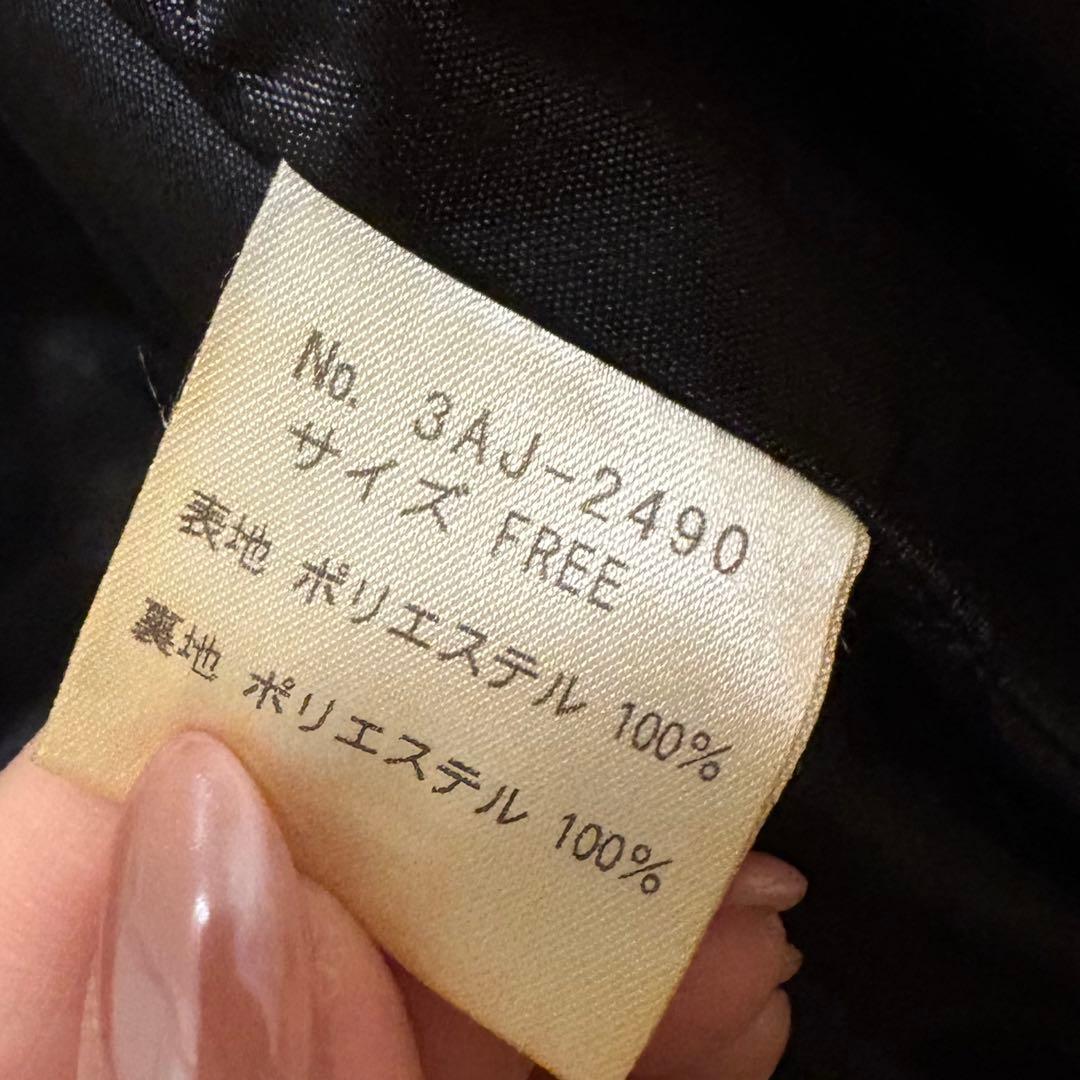 No. 3AJ-2490
サイズ FREE
表地 ポリエステル 100%
裏地 ポリエステル 100%